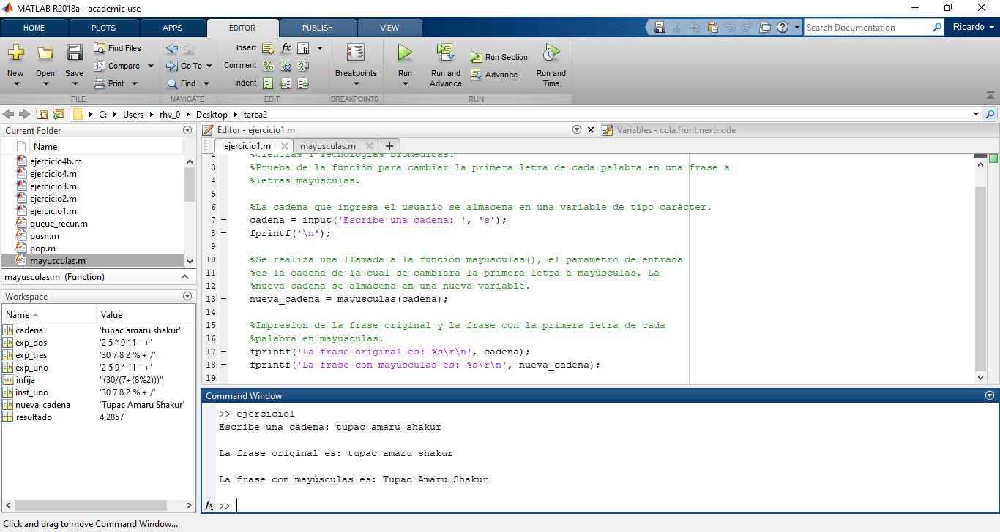 MATLAB R2018a - academic use
HOME PLOTS APPS EDITOR PUBLISH VIEW
Search Documentation
Ricardo
New
Open
Save
Find Files
Compare
Print
FILE
Go To
Find
NAVIGATE
Insert
Comment
Indent
EDIT
Breakpoints
BREAKPOINTS
Run
Run and
Advance
Run Section
Advance
Run and
Time
RUN
C: Users rhv_0 Desktop tarea2
Current Folder
Name
ejercicio4b.m
ejercicio4.m
ejercicio3.m
ejercicio2.m
ejercicio1.m
queue_recur.m
push.m
pop.m
mayusculas.m
mayusculas.m (Function)
Workspace
Name Value
cadena 'tupac amaru shakur'
exp_dos '2 5 * 9 11 - +'
exp_tres '30 7 8 2 % + /'
exp_uno '2 5 9 * 11 - +'
infija "(30/(7+(8%2)))"
inst_uno '30 7 8 2 % + /'
nueva_cadena 'Tupac Amaru Shakur'
resultado 4.2857
Editor - ejercicio1.m
Variables - cola.front.nextnode
ejercicio1.m mayusculas.m
2 %Ciencias Y Tecnologías Biomédicas.
3 %Prueba de la función para cambiar la primera letra de cada palabra en una frase a
4 %letras mayúsculas.
5
6 %La cadena que ingresa el usuario se almacena en una variable de tipo carácter.
7 – cadena = input('Escribe una cadena: ', 's');
8 – fprintf('\n');
9
10 %Se realiza una llamada a la función mayusculas(), el parametro de entrada
11 %es la cadena de la cual se cambiará la primera letra a mayúsculas. La
12 %nueva cadena se almacena en una nueva variable.
13 – nueva_cadena = mayusculas(cadena);
14
15 %Impresión de la frase original y la frase con la primera letra de cada
16 %palabra en mayúsculas.
17 – fprintf('La frase original es: %s\r\n', cadena);
18 – fprintf('La frase con mayúsculas es: %s\r\n', nueva_cadena);
19
Command Window
>> ejercicio1
Escribe una cadena: tupac amaru shakur
La frase original es: tupac amaru shakur
La frase con mayúsculas es: Tupac Amaru Shakur
fx >>
Click and drag to move Command Window...